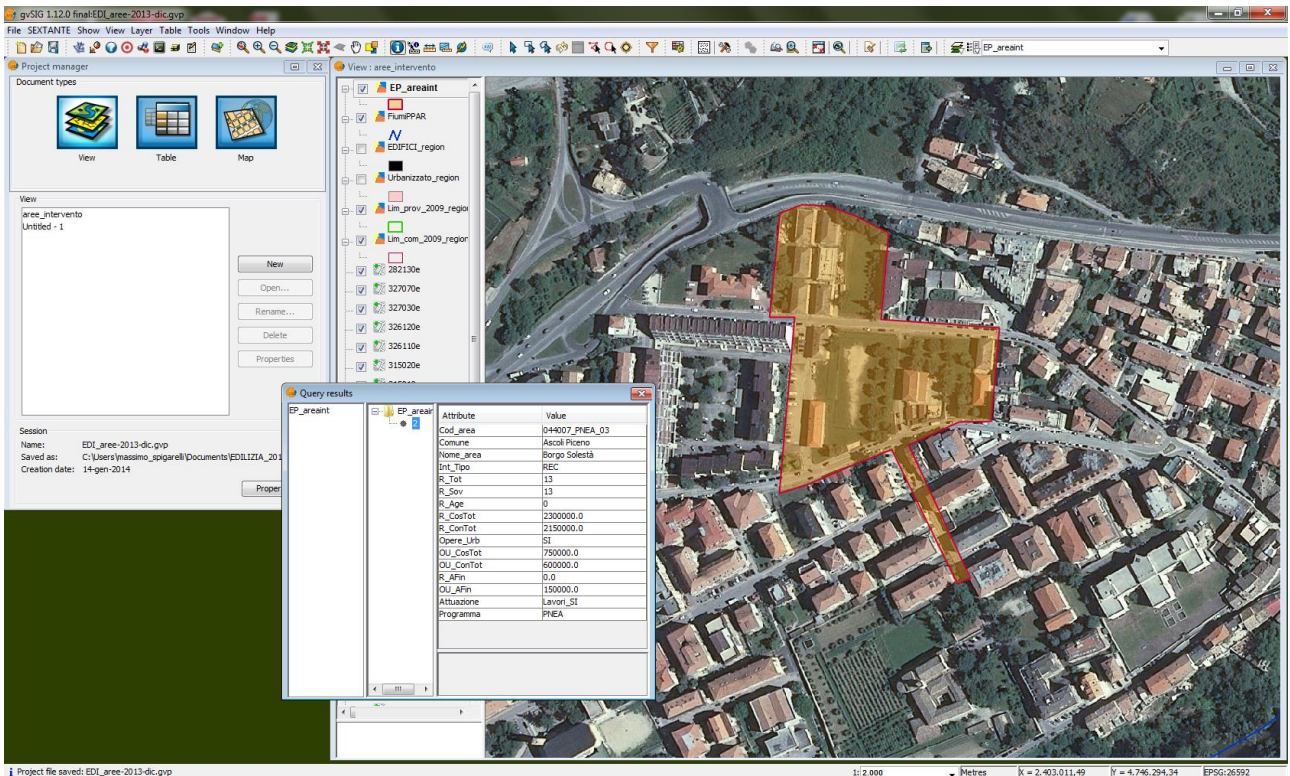 gvSIG 1.12.0 final:EDI_aree-2013-dic.gvp
File SEXTANTE Show View Layer Table Tools Window Help
EP_areaint
Project manager
Document types
View Table Map
View
aree_intervento
Untitled - 1
New
Open...
Rename...
Delete
Properties
Session
Name: EDI_aree-2013-dic.gvp
Saved as: C:\Users\massimo_spigarelli\Documents\EDILIZIA_201
Creation date: 14-gen-2014
Proper
View : aree_intervento
EP_areaint
FiumiPPAR
EDIFICI_region
Urbanizzato_region
Lim_prov_2009_region
Lim_com_2009_region
282130e
327070e
327030e
326120e
326110e
315020e
Query results
EP_areaint
EP_areair
2
Attribute Value
Cod_area 044007_PNEA_03
Comune Ascoli Piceno
Nome_area Borgo Solestà
Int_Tipo REC
R_Tot 13
R_Sov 13
R_Age 0
R_CosTot 2300000.0
R_ConTot 2150000.0
Opere_Urb SI
OU_CosTot 750000.0
OU_ConTot 600000.0
R_AFin 0.0
OU_AFin 150000.0
Attuazione Lavori_SI
Programma PNEA
Project file saved: EDI_aree-2013-dic.gvp
1: 2.000 Metres X = 2.403.011,49 Y = 4.746.294,34 EPSG:26592